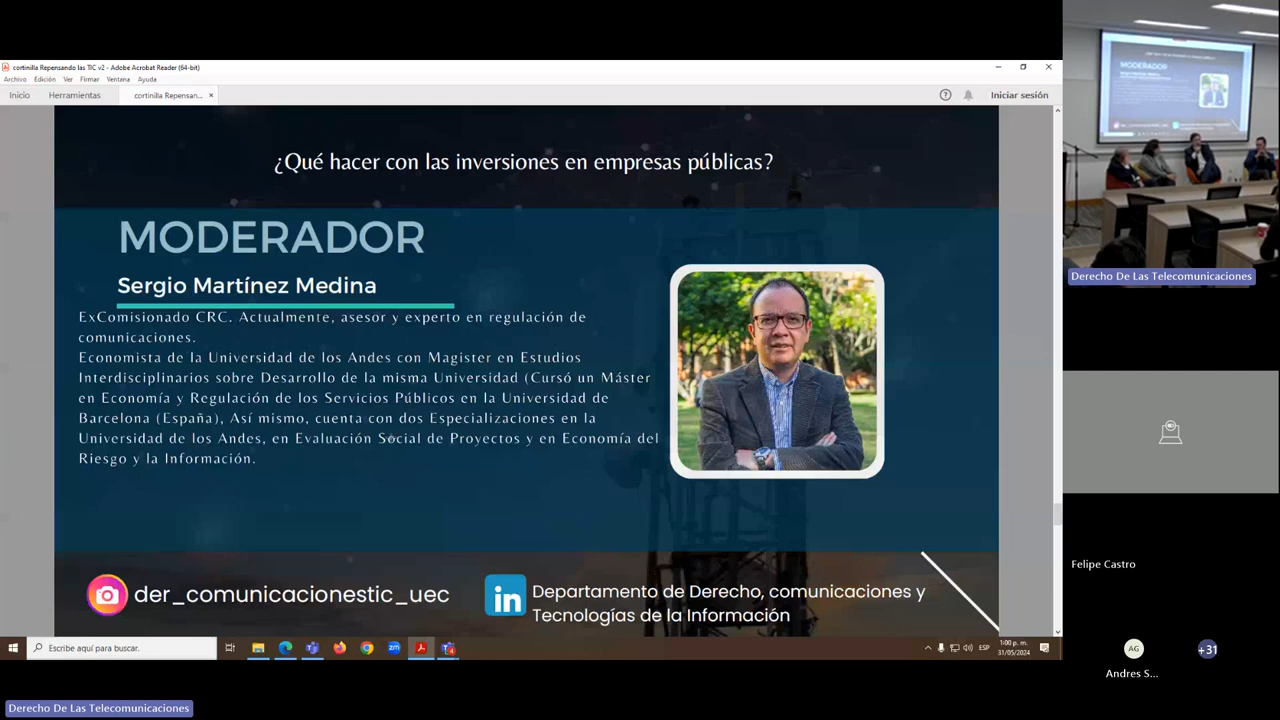 cortinilla Repensando las TIC v2 - Adobe Acrobat Reader (64-bit)
Archivo Edición Ver Firmar Ventana Ayuda
Inicio Herramientas cortinilla Repensan... × Iniciar sesión
¿Qué hacer con las inversiones en empresas públicas?
MODERADOR
Sergio Martínez Medina
ExComisionado CRC. Actualmente, asesor y experto en regulación de
comunicaciones.
Economista de la Universidad de los Andes con Magister en Estudios
Interdisciplinarios sobre Desarrollo de la misma Universidad (Cursó un Máster
en Economía y Regulación de los Servicios Públicos en la Universidad de
Barcelona (España), Así mismo, cuenta con dos Especializaciones en la
Universidad de los Andes, en Evaluación Social de Proyectos y en Economía del
Riesgo y la Información.
der_comunicacionestic_uec
in Departamento de Derecho, comunicaciones y
Tecnologías de la Información
Escribe aquí para buscar.
zm
ESP
1:00 p. m.
31/05/2024
Derecho De Las Telecomunicaciones
MODERADOR
Derecho De Las Telecomunicaciones
Felipe Castro
AG
+31
Andres S...